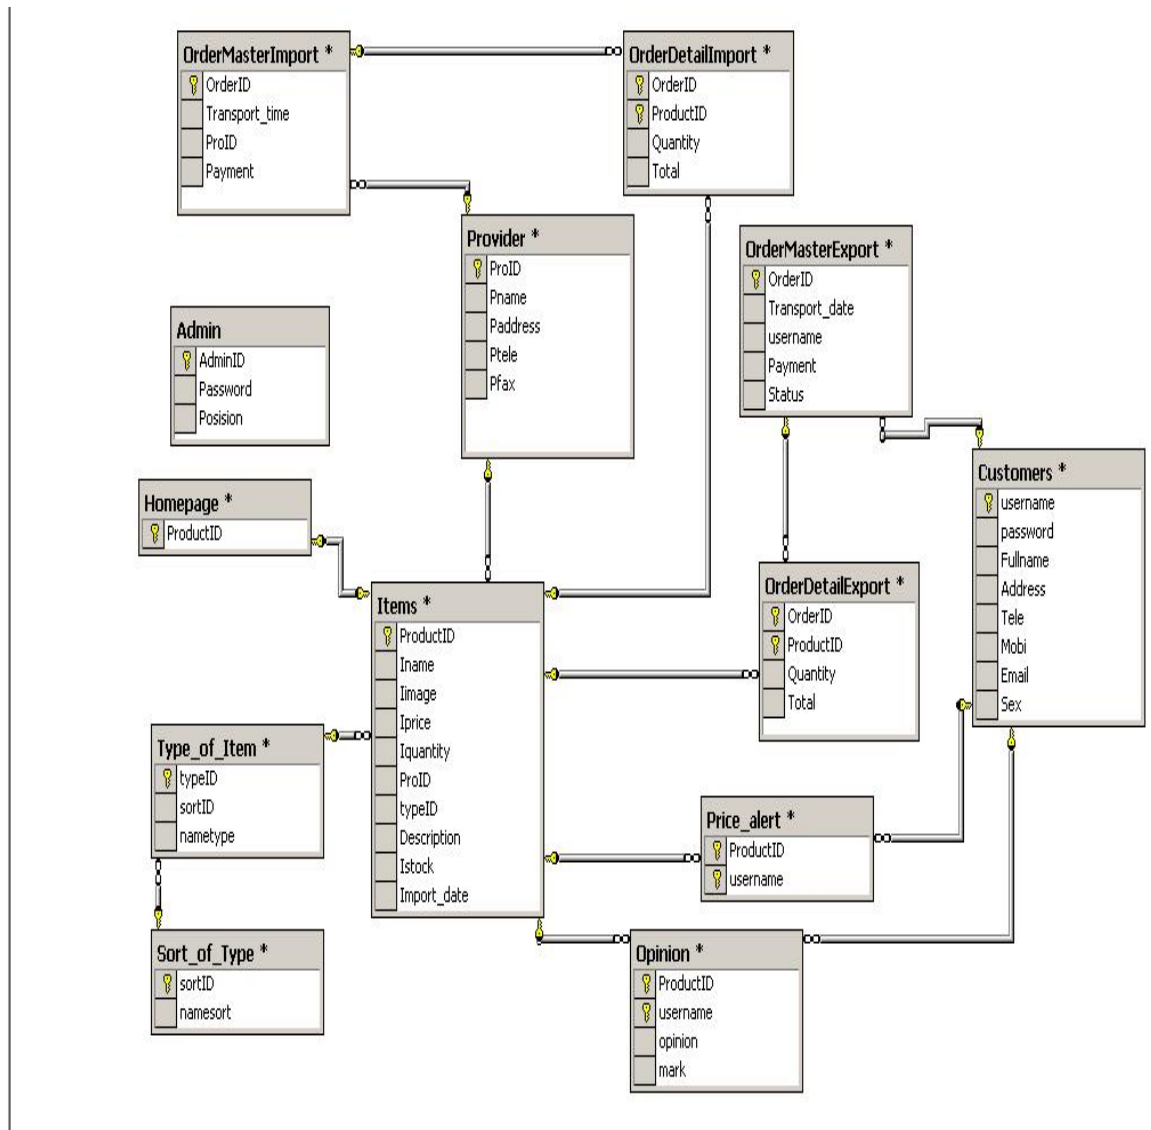 OrderMasterImport *
OrderID
Transport_time
ProID
Payment
OrderDetailImport *
OrderID
ProductID
Quantity
Total
Provider *
ProID
Pname
Paddress
Ptele
Pfax
OrderMasterExport *
OrderID
Transport_date
username
Payment
Status
Admin
AdminID
Password
Posision
Customers *
username
password
Fullname
Address
Tele
Mobi
Email
Sex
Homepage *
ProductID
OrderDetailExport *
OrderID
ProductID
Quantity
Total
Items *
ProductID
Iname
Iimage
Iprice
Iquantity
ProID
typeID
Description
Istock
Import_date
Type_of_Item *
typeID
sortID
nametype
Price_alert *
ProductID
username
Sort_of_Type *
sortID
namesort
Opinion *
ProductID
username
opinion
mark